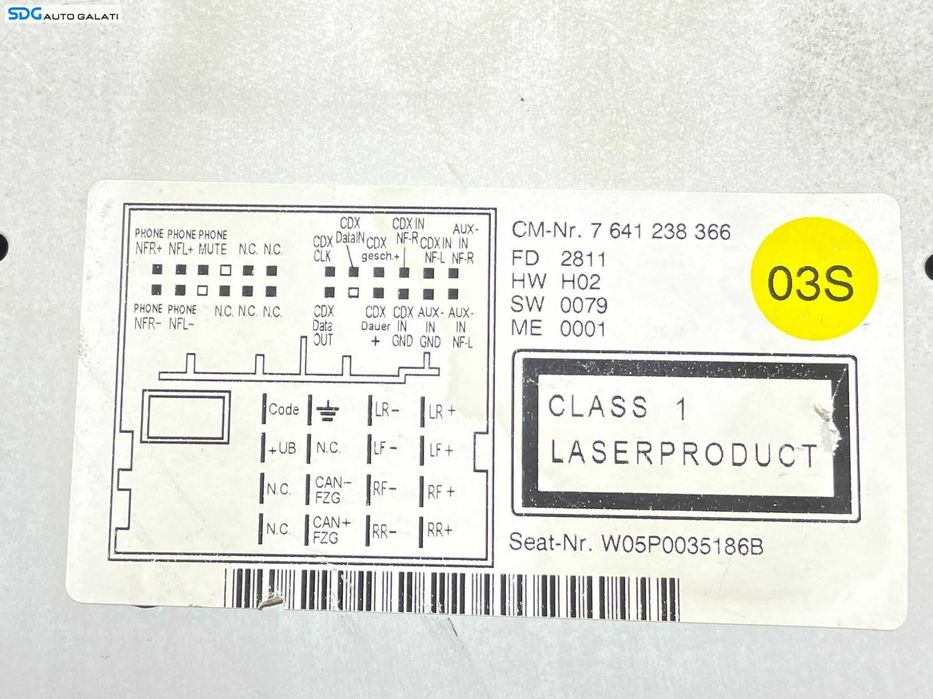 SDG AUTO GALATI
PHONE PHONE PHONE
NFR+ NFL+ MUTE N.C. N.C.
PHONE PHONE N.C. N.C. N.C.
NFR- NFL-
CDX
CLK
CDX
DataIN
CDX
gesch.+
CDX IN
NF-R
CDX IN
NF-L
AUX-
IN
NF-R
CDX
Data
OUT
CDX
Dauer
+
CDX
IN
GND
AUX-
IN
GND
AUX-
IN
NF-L
Code LR- LR+
+UB N.C. LF- LF+
N.C. CAN-
FZG RF- RF+
N.C. CAN+
FZG RR- RR+
CM-Nr. 7 641 238 366
FD 2811
HW H02
SW 0079
ME 0001
03S
CLASS 1
LASERPRODUCT
Seat-Nr. W05P0035186B